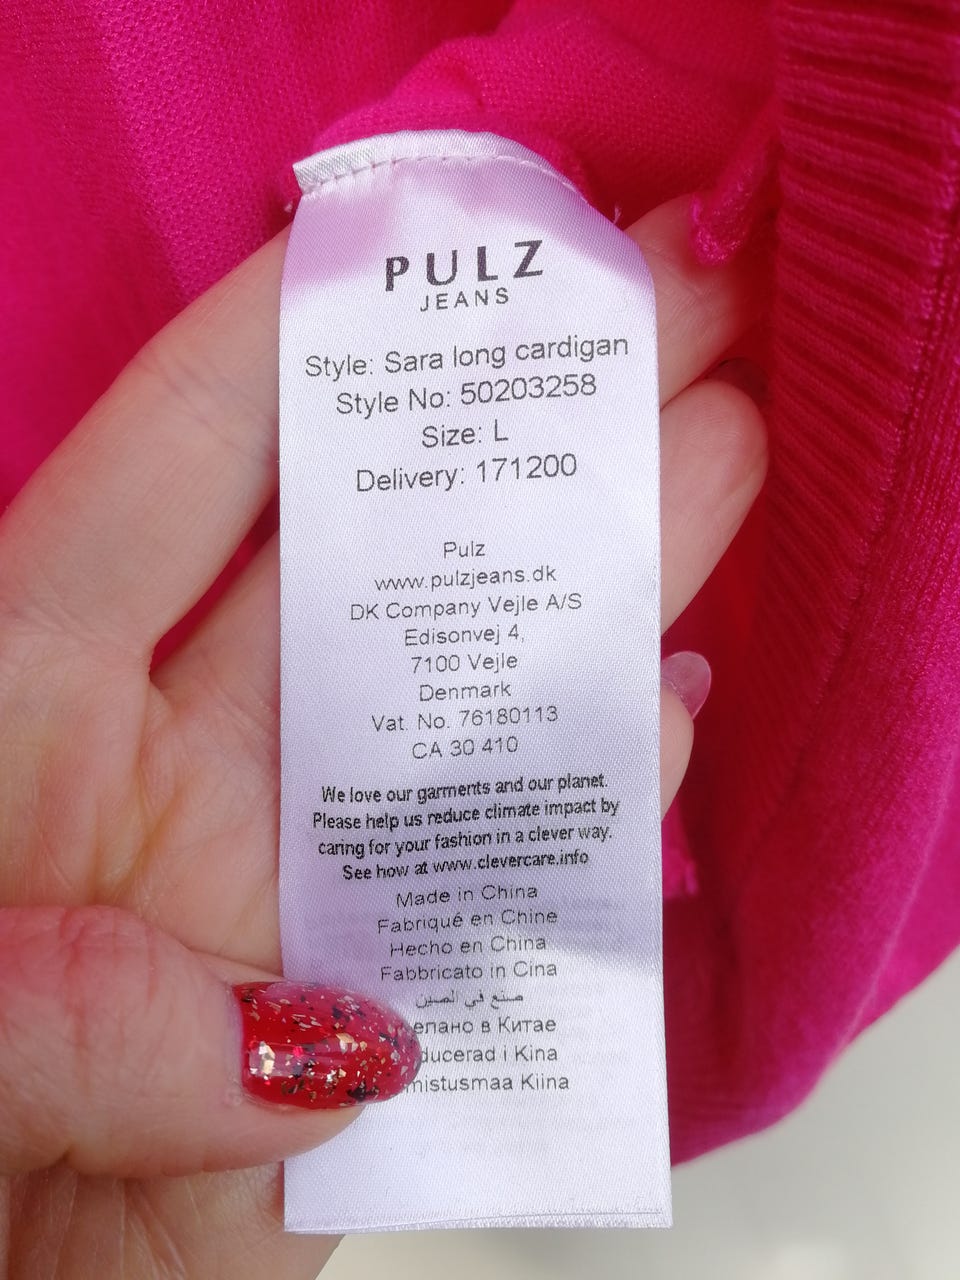 PULZ
JEANS
Style: Sara long cardigan
Style No: 50203258
Size: L
Delivery: 171200
Pulz
www.pulzjeans.dk
DK Company Vejle A/S
Edisonvej 4,
7100 Vejle
Denmark
Vat. No. 76180113
CA 30 410
We love our garments and our planet.
Please help us reduce climate impact by
caring for your fashion in a clever way.
See how at www.clevercare.info
Made in China
Fabriqué en Chine
Hecho en China
Fabbricato in Cina
صنع في الصين
елано в Китае
ducerad i Kina
mistusmaa Kiina